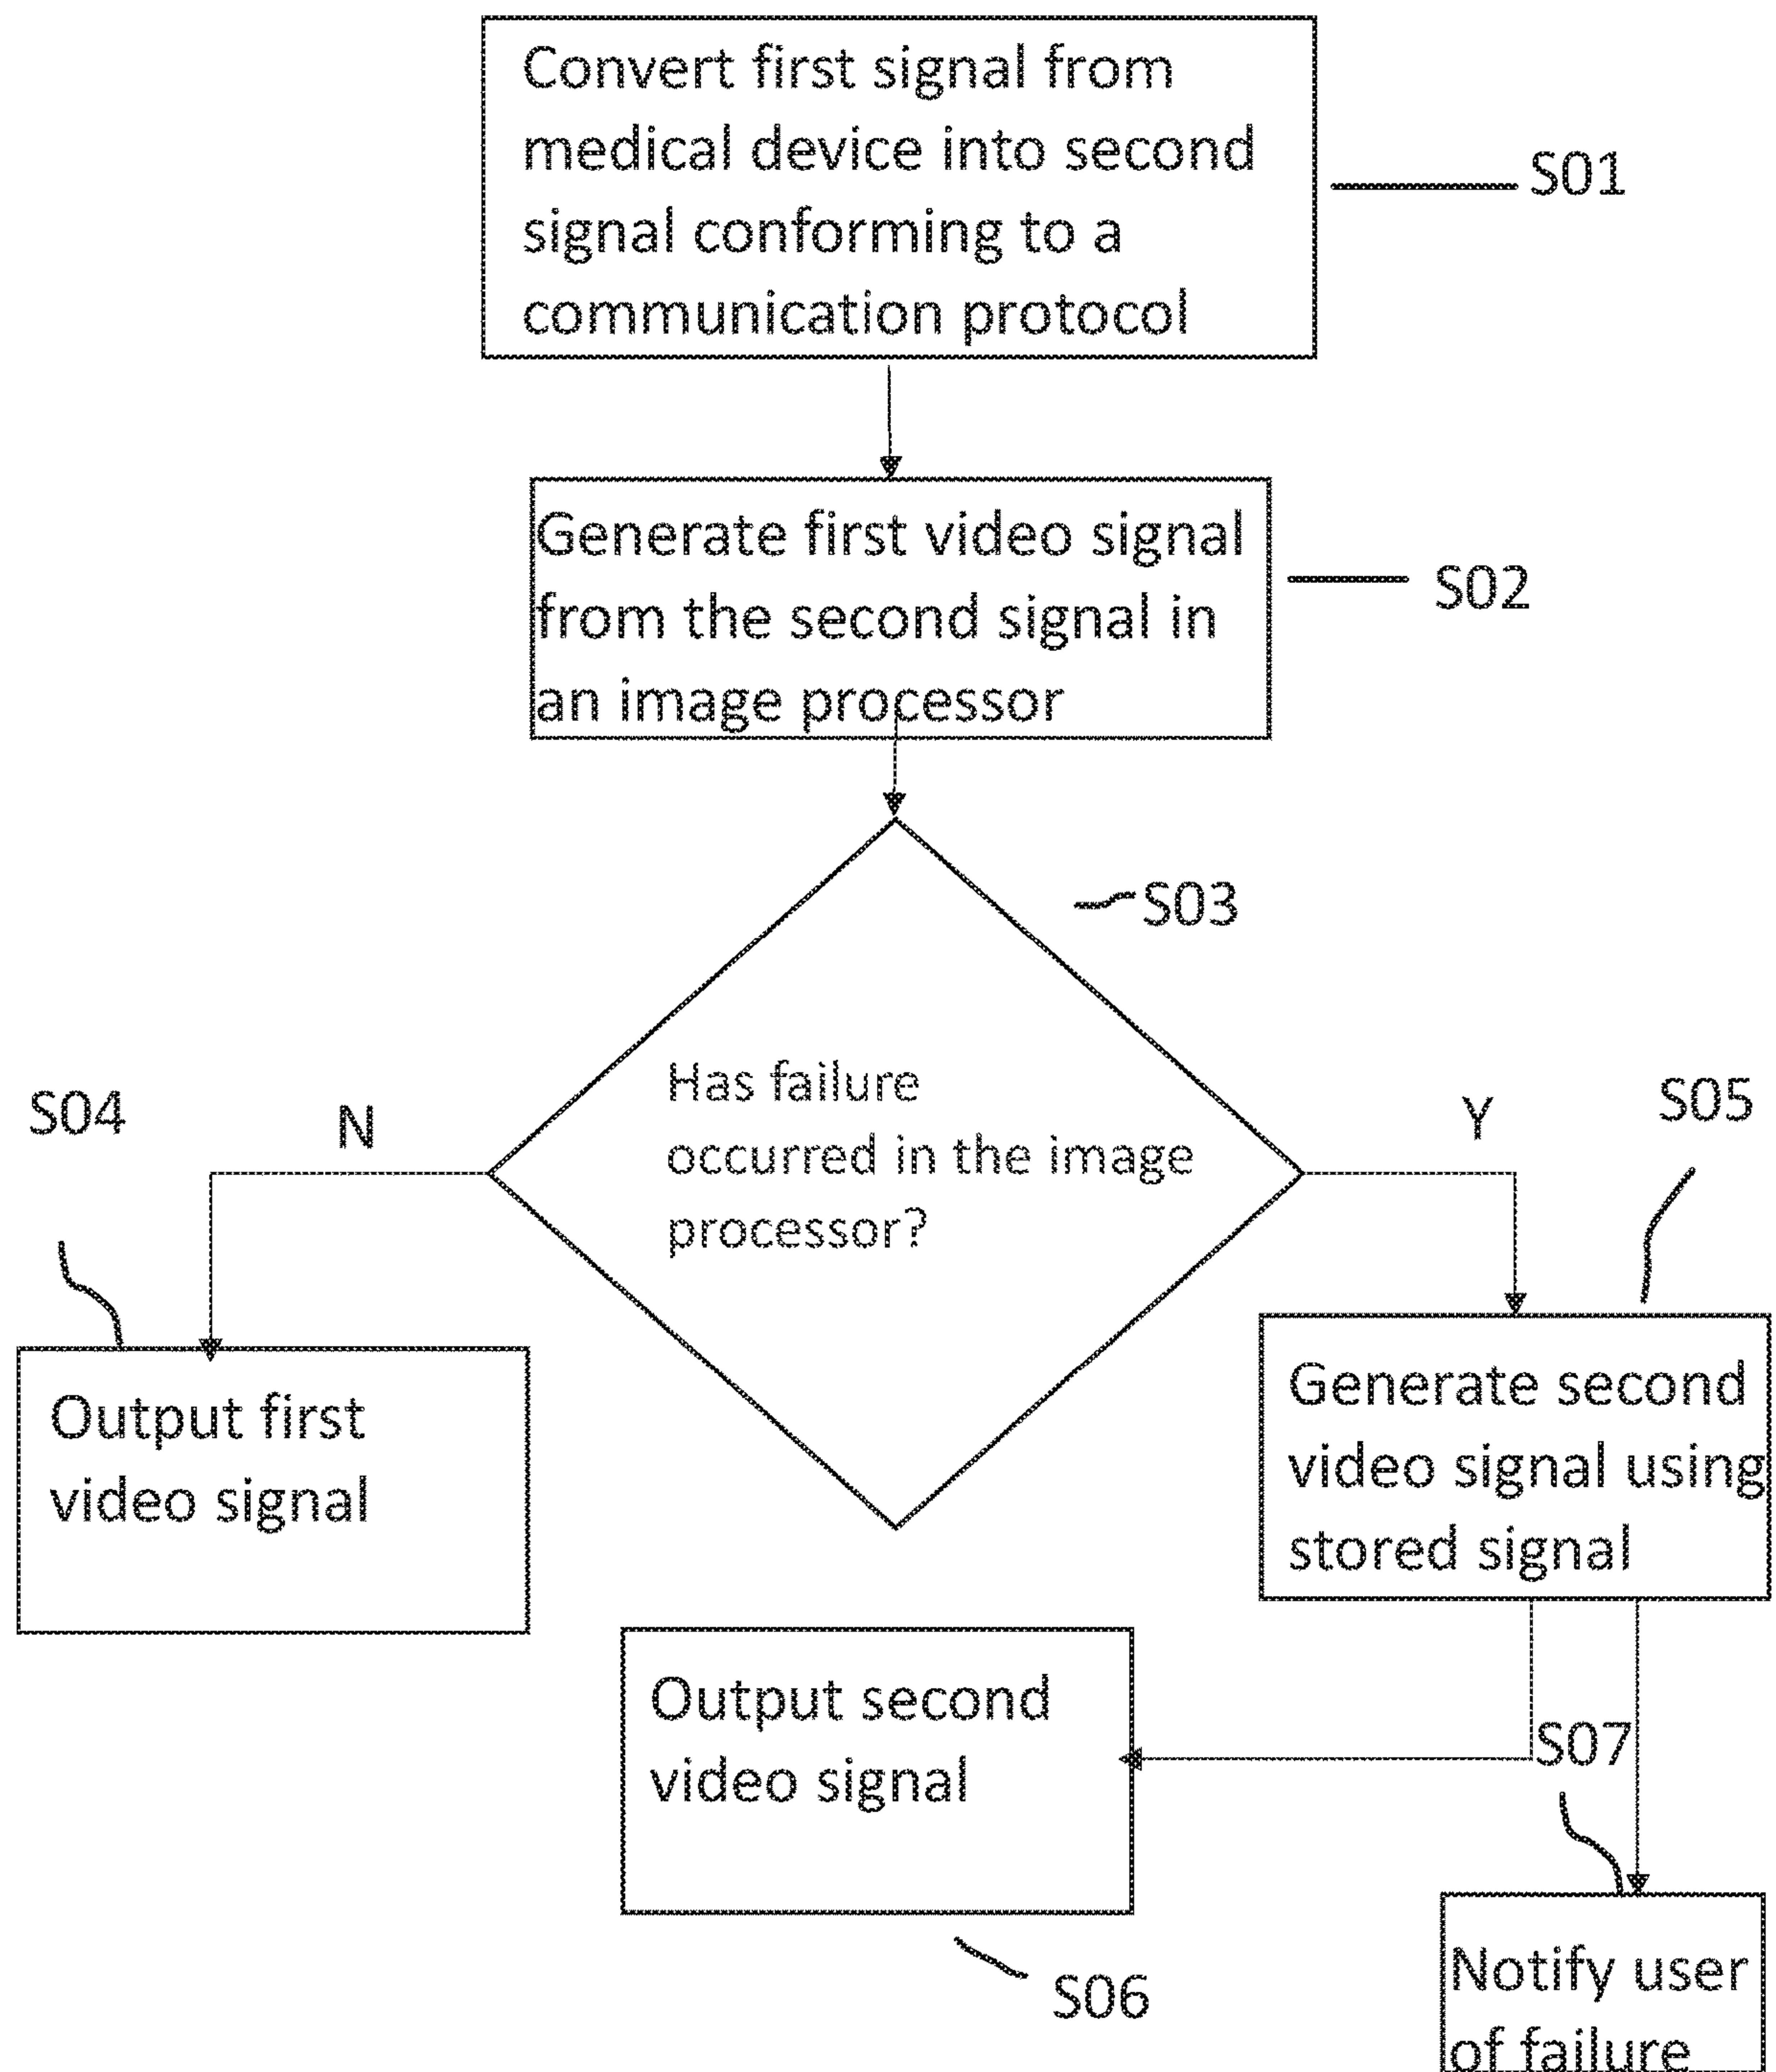 Convert first signal from
medical device into second
signal conforming to a
communication protocol
S01
Generate first video signal
from the second signal in
an image processor
S02
S03
Has failure
occurred in the image
processor?
S04
N
Y
S05
Output first
video signal
Generate second
video signal using
stored signal
Output second
video signal
S07
S06
Notify user
of failure